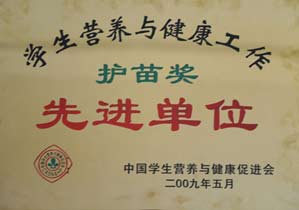 学生营养与健康工作
护苗奖
先进单位
中国学生营养与健康促进会
二00九年五月